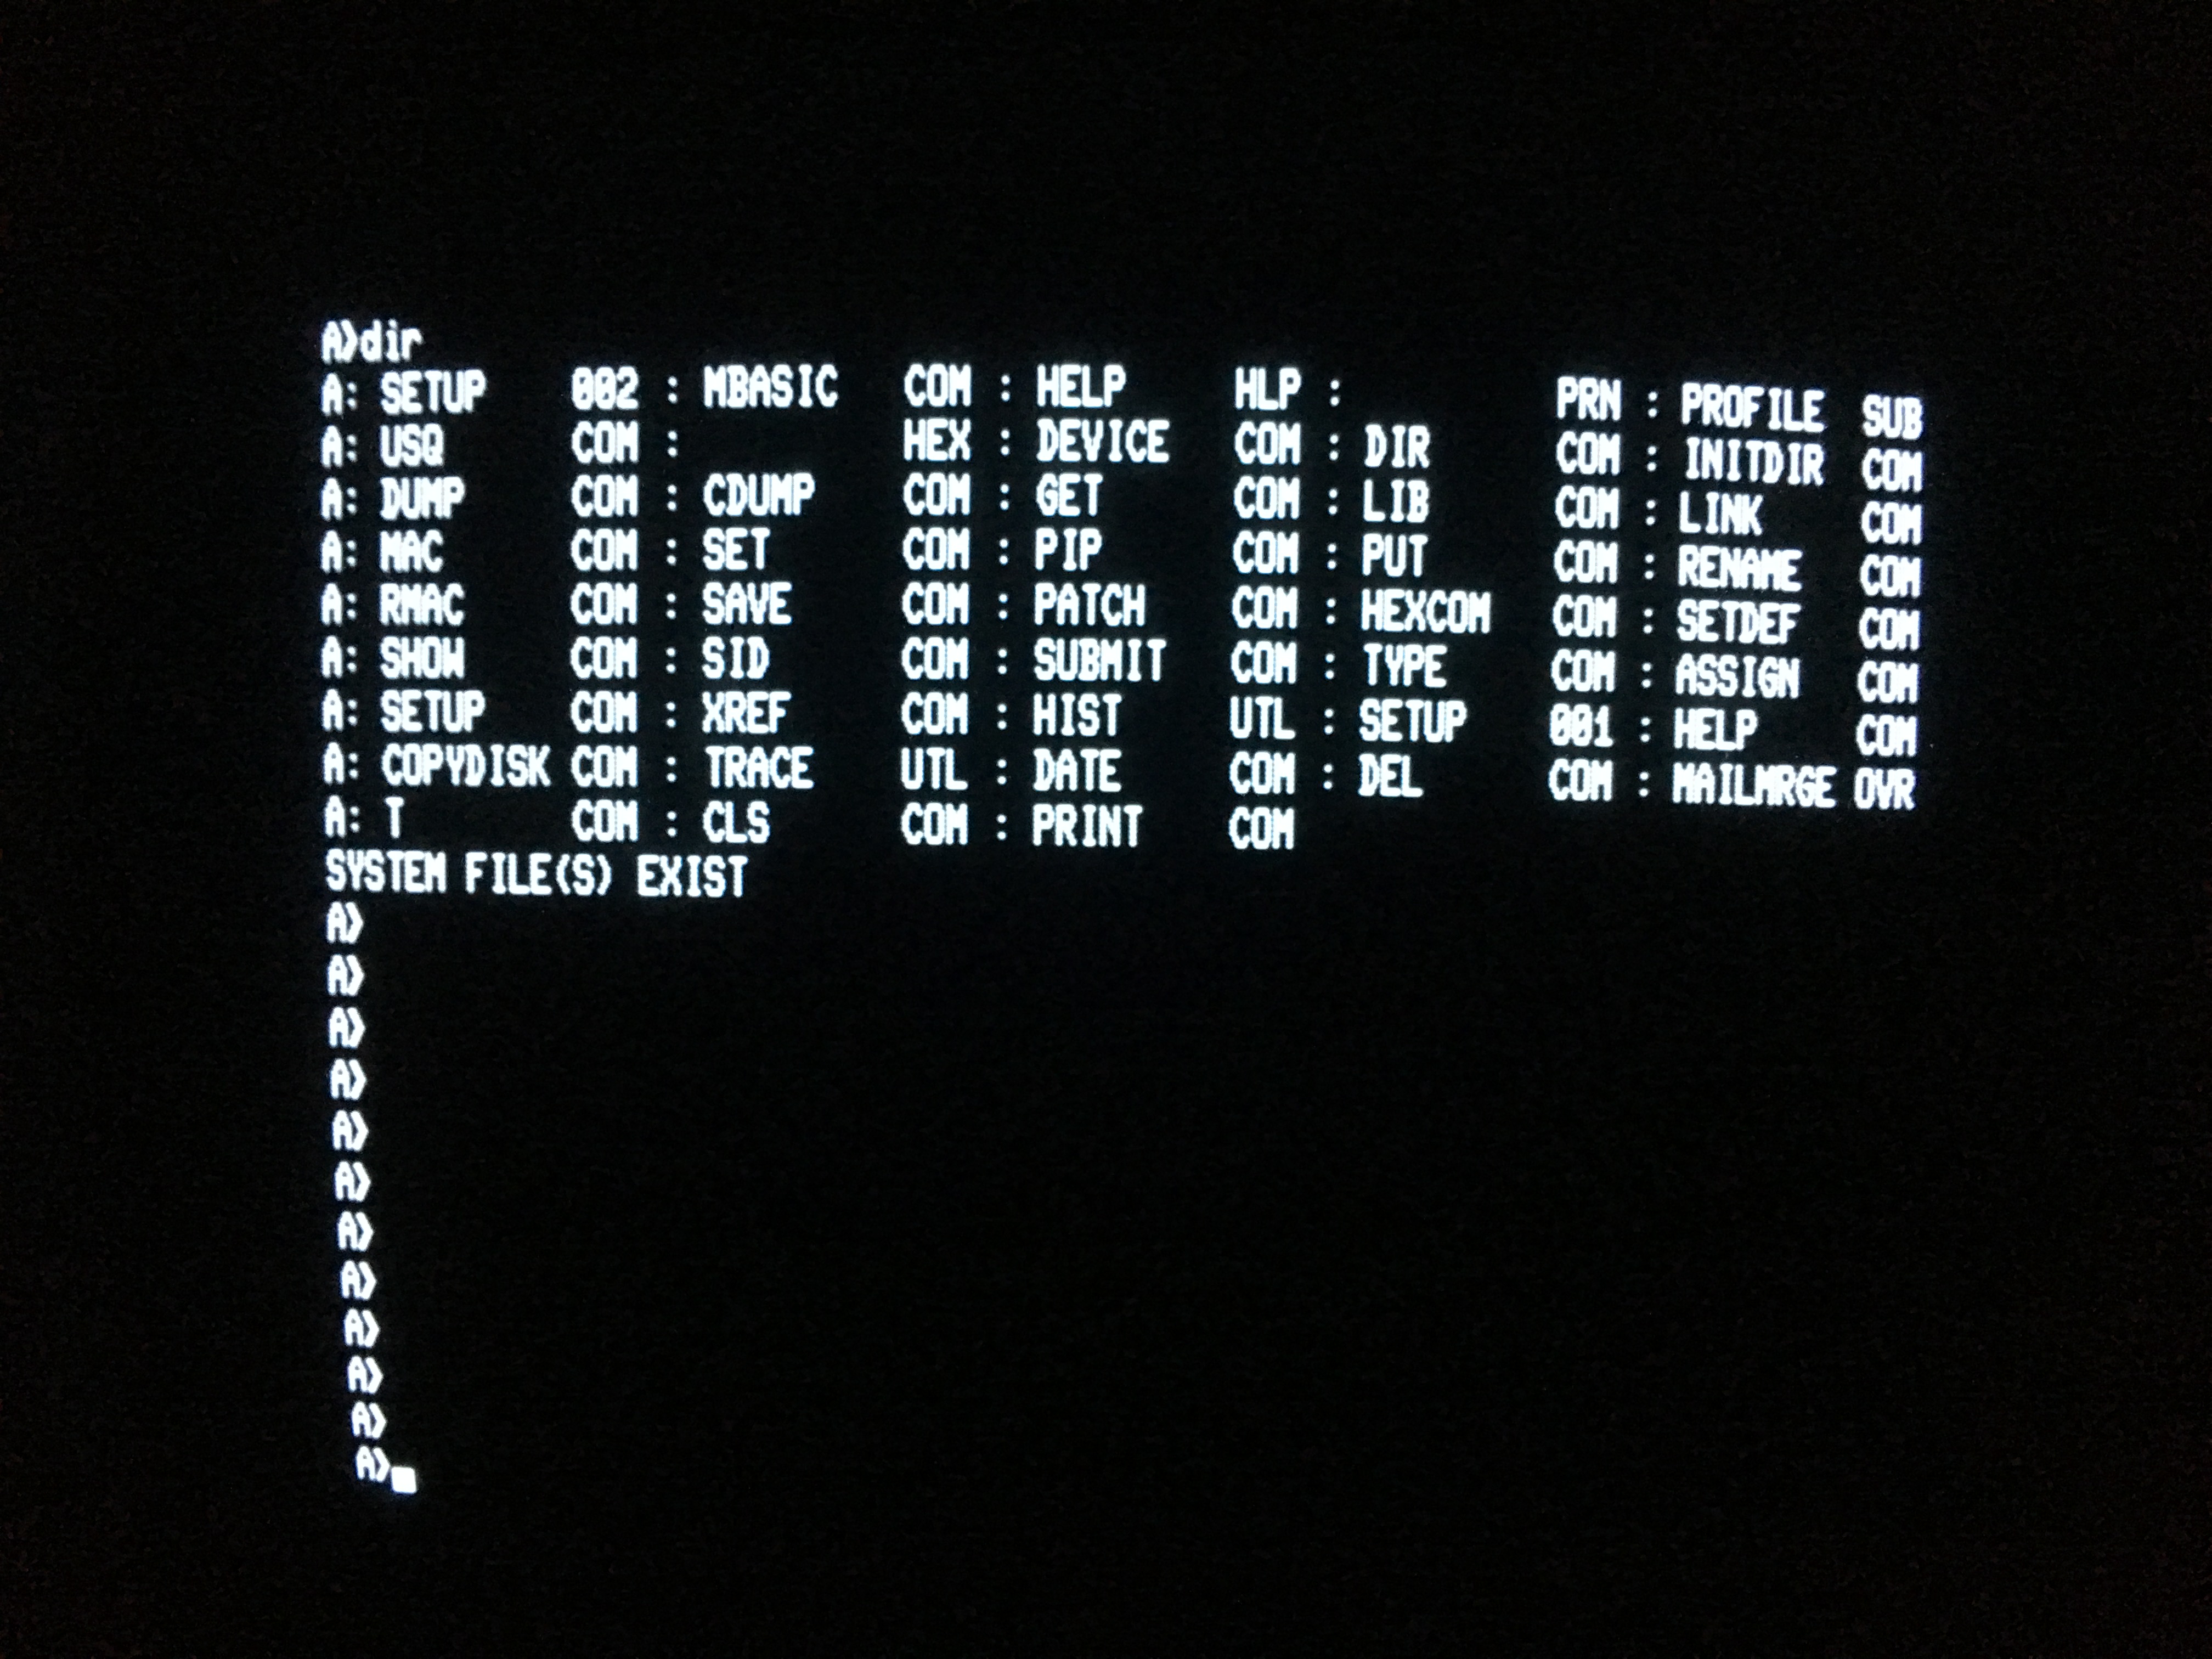 A>dir
A: SETUP    002 : MBASIC   COM : HELP     HLP :          PRN : PROFILE  SUB
A: USQ      COM :          HEX : DEVICE   COM : DIR      COM : INITDIR  COM
A: DUMP     COM : CDUMP    COM : GET      COM : LIB      COM : LINK     COM
A: MAC      COM : SET      COM : PIP      COM : PUT      COM : RENAME   COM
A: RMAC     COM : SAVE     COM : PATCH    COM : HEXCOM   COM : SETDEF   COM
A: SHOW     COM : SID      COM : SUBMIT   COM : TYPE     COM : ASSIGN   COM
A: SETUP    COM : XREF     COM : HIST     UTL : SETUP    001 : HELP     COM
A: COPYDISK COM : TRACE    UTL : DATE     COM : DEL      COM : MAILMRGE OVR
A: T        COM : CLS      COM : PRINT    COM
SYSTEM FILE(S) EXIST
A>
A>
A>
A>
A>
A>
A>
A>
A>
A>
A>
A>